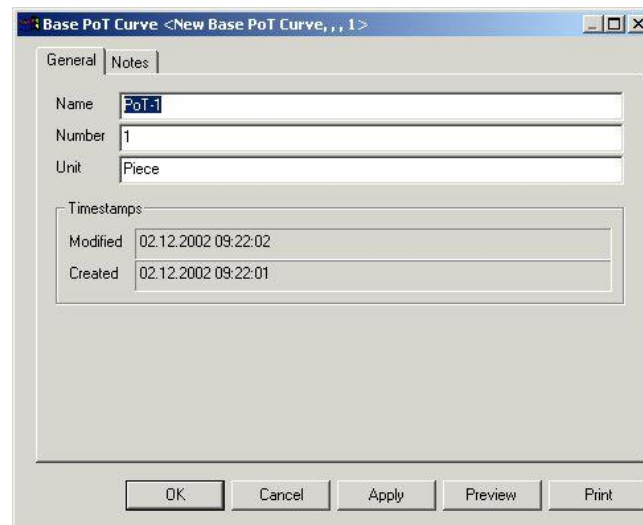 Base PoT Curve <New Base PoT Curve, , , 1>
General Notes
Name PoT-1
Number 1
Unit Piece
Timestamps
Modified 02.12.2002 09:22:02
Created 02.12.2002 09:22:01
OK Cancel Apply Preview Print